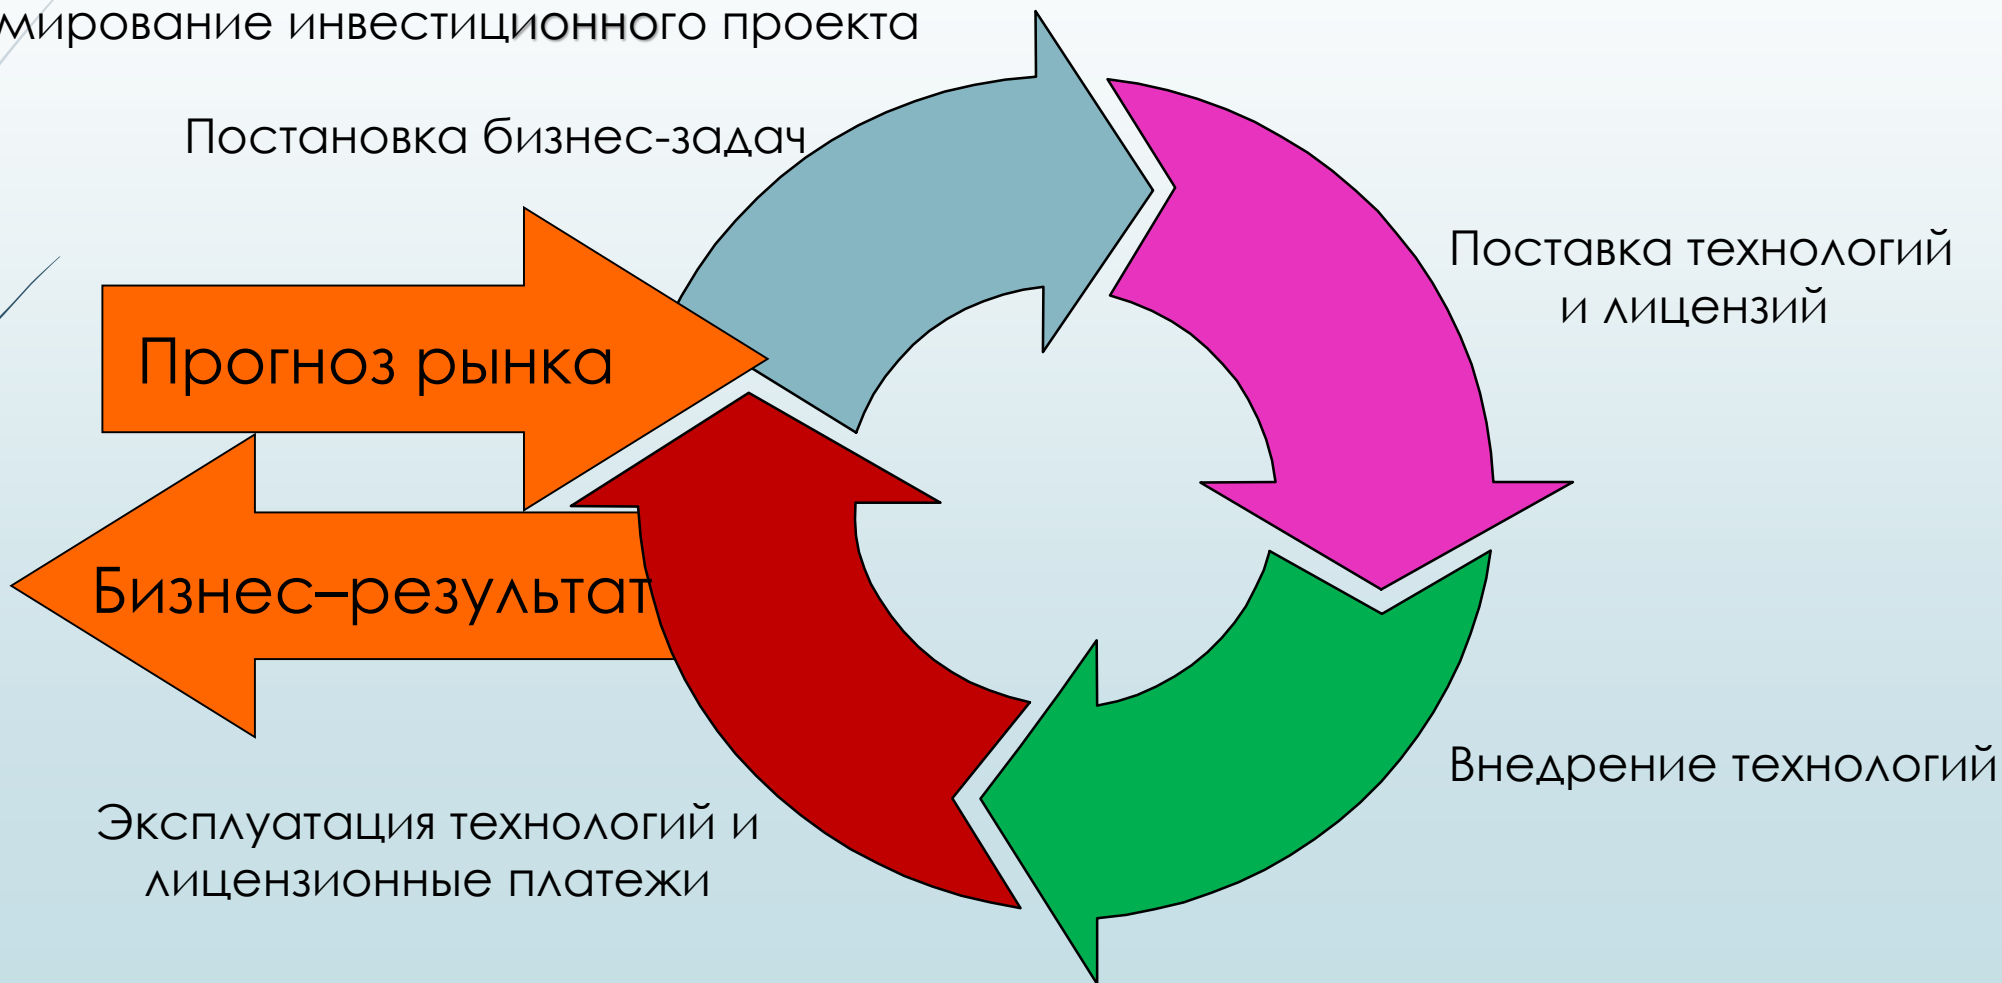 мирование инвестиционного проекта
Постановка бизнес-задач
Поставка технологий
и лицензий
Прогноз рынка
Бизнес–результат
Внедрение технологий
Эксплуатация технологий и
лицензионные платежи